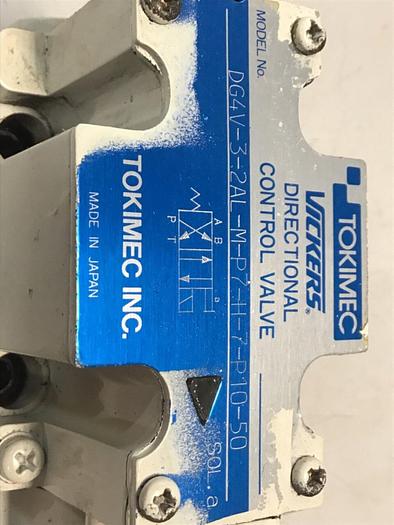 TOKIMEC
VICKERS®
DIRECTIONAL
CONTROL VALVE
MODEL No.
DG4V-3-2AL-M-P7-H-7-P10-50
A B
a
P T
SOL. a
TOKIMEC INC.
MADE IN JAPAN